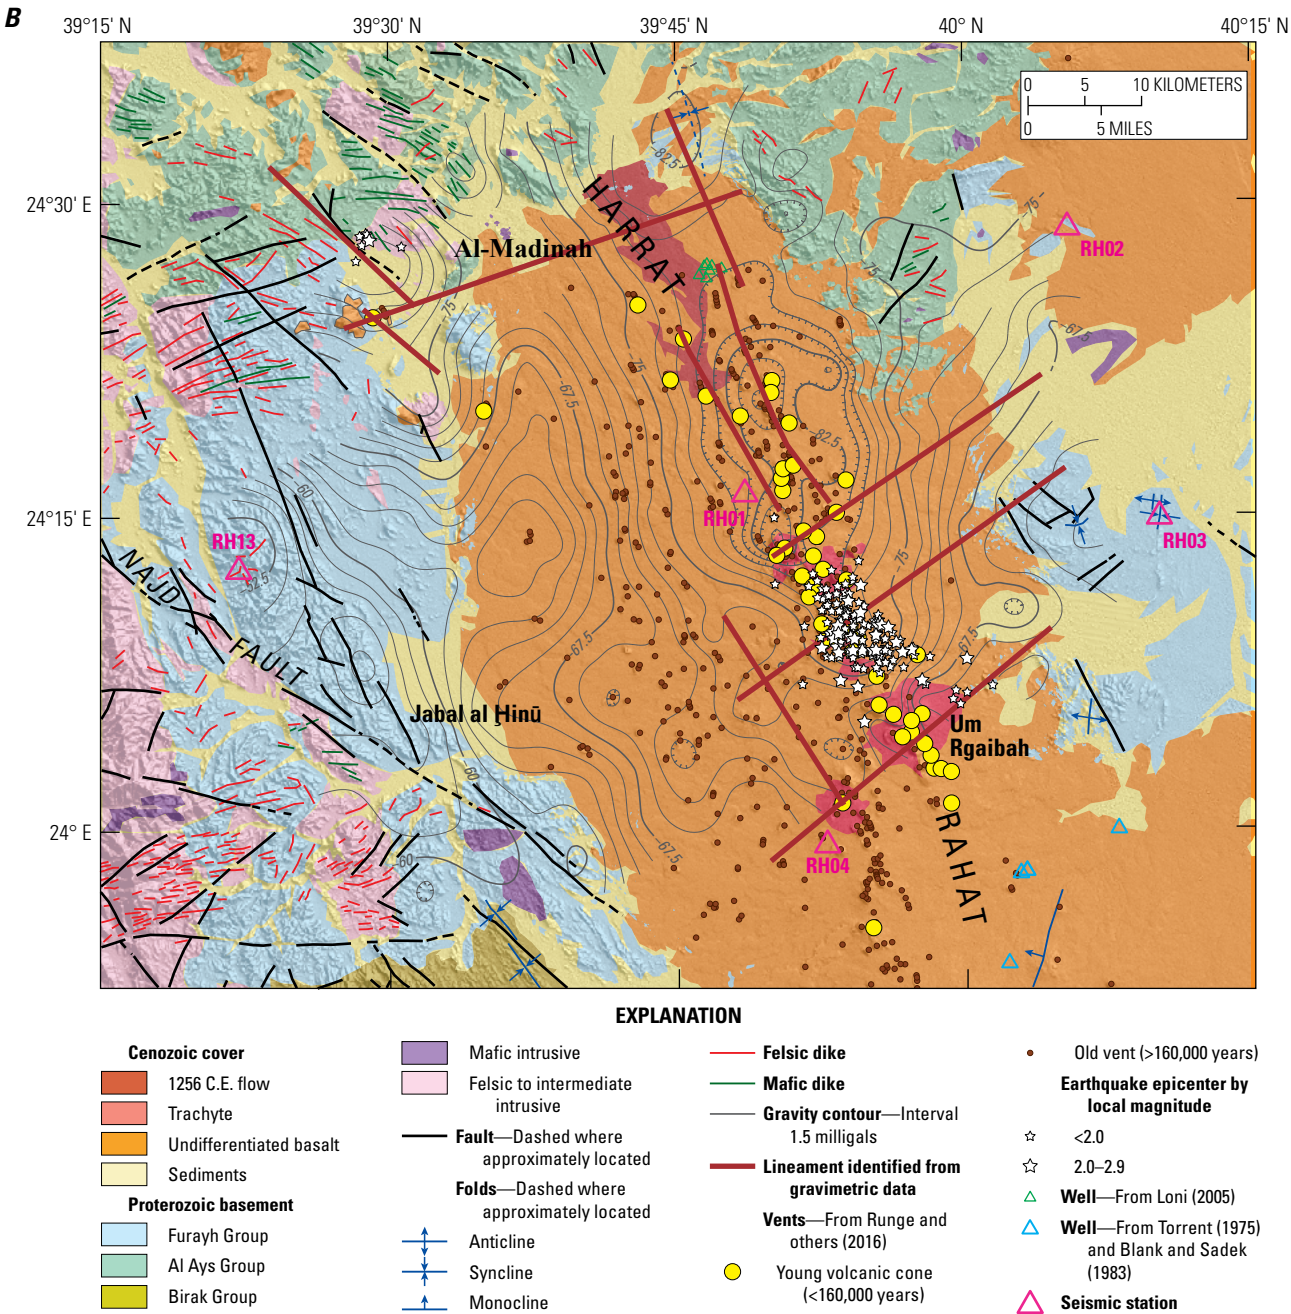 B
39°15' N
39°30' N
39°45' N
40° N
40°15' N
0 5 10 KILOMETERS
0 5 MILES
24°30' E
24°15' E
24° E
HARRAT
Al-Madinah
RH02
RH01
RH03
RH13
NAJD
FAULT
Jabal al Ḩinū
Um
Rgaibah
RH04
RAHAT
−82.5
−75
75
−75
75
−67.5
−67.5
−82.5
−60
−52.5
−75
−67.5
−67.5
−60
−67.5
−60
EXPLANATION
Cenozoic cover
1256 C.E. flow
Trachyte
Undifferentiated basalt
Sediments
Proterozoic basement
Furayh Group
Al Ays Group
Birak Group
Mafic intrusive
Felsic to intermediate
intrusive
Fault—Dashed where
approximately located
Folds—Dashed where
approximately located
Anticline
Syncline
Monocline
Felsic dike
Mafic dike
Gravity contour—Interval
1.5 milligals
Lineament identified from
gravimetric data
Vents—From Runge and
others (2016)
Young volcanic cone
(<160,000 years)
Old vent (>160,000 years)
Earthquake epicenter by
local magnitude
<2.0
2.0–2.9
Well—From Loni (2005)
Well—From Torrent (1975)
and Blank and Sadek
(1983)
Seismic station